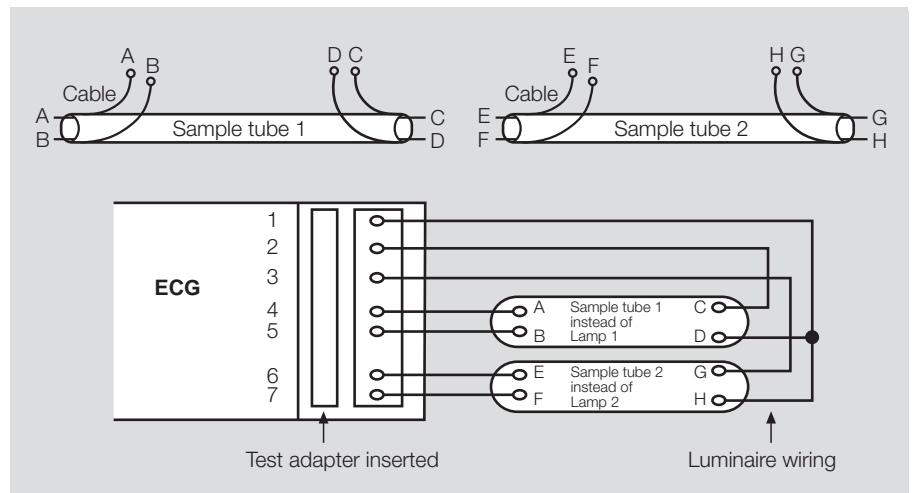 A B D C
Cable
A Sample tube 1 C
B D
E F H G
Cable
E Sample tube 2 G
F H
ECG
1
2
3
4
5
6
7
A Sample tube 1 C
instead of
B Lamp 1 D
E Sample tube 2 G
instead of
F Lamp 2 H
Test adapter inserted
Luminaire wiring